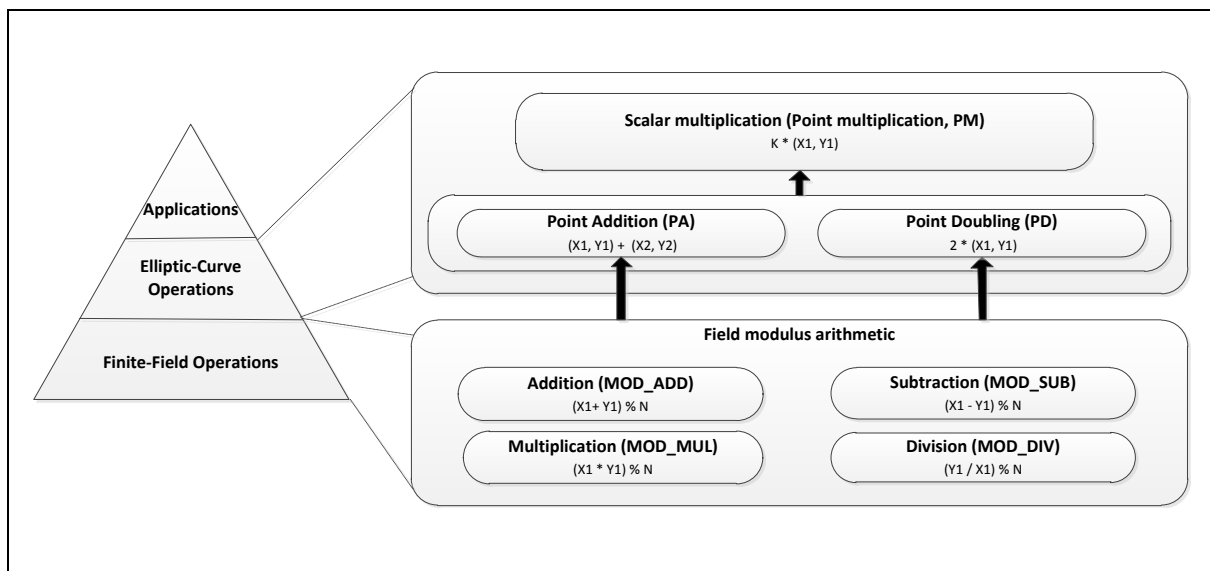 Applications
Elliptic-Curve
Operations
Finite-Field Operations
Scalar multiplication (Point multiplication, PM)
K * (X1, Y1)
Point Addition (PA)
(X1, Y1) + (X2, Y2)
Point Doubling (PD)
2 * (X1, Y1)
Field modulus arithmetic
Addition (MOD_ADD)
(X1+ Y1) % N
Subtraction (MOD_SUB)
(X1 - Y1) % N
Multiplication (MOD_MUL)
(X1 * Y1) % N
Division (MOD_DIV)
(Y1 / X1) % N